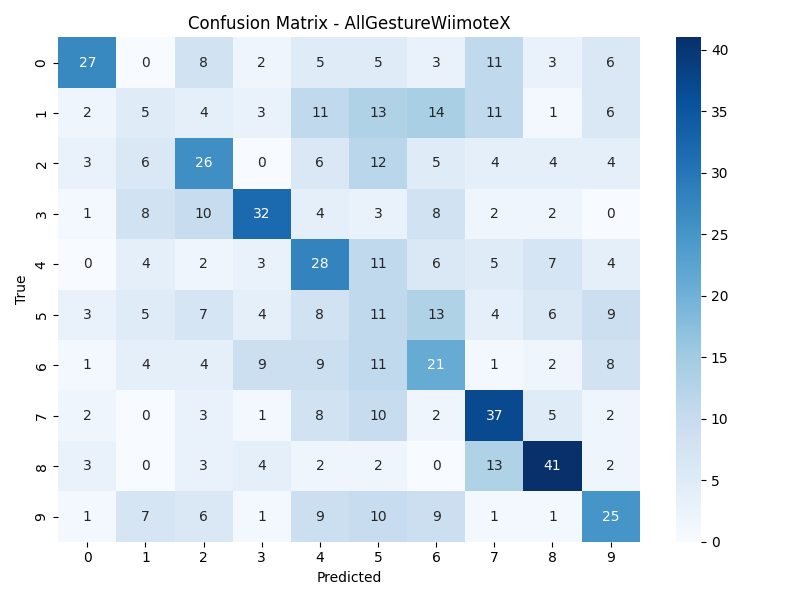 Confusion Matrix - AllGestureWiimoteX
0 27 0 8 2 5 5 3 11 3 6
1 2 5 4 3 11 13 14 11 1 6
2 3 6 26 0 6 12 5 4 4 4
3 1 8 10 32 4 3 8 2 2 0
4 0 4 2 3 28 11 6 5 7 4
5 3 5 7 4 8 11 13 4 6 9
6 1 4 4 9 9 11 21 1 2 8
7 2 0 3 1 8 10 2 37 5 2
8 3 0 3 4 2 2 0 13 41 2
9 1 7 6 1 9 10 9 1 1 25
0 1 2 3 4 5 6 7 8 9
Predicted
True
40
35
30
25
20
15
10
5
0